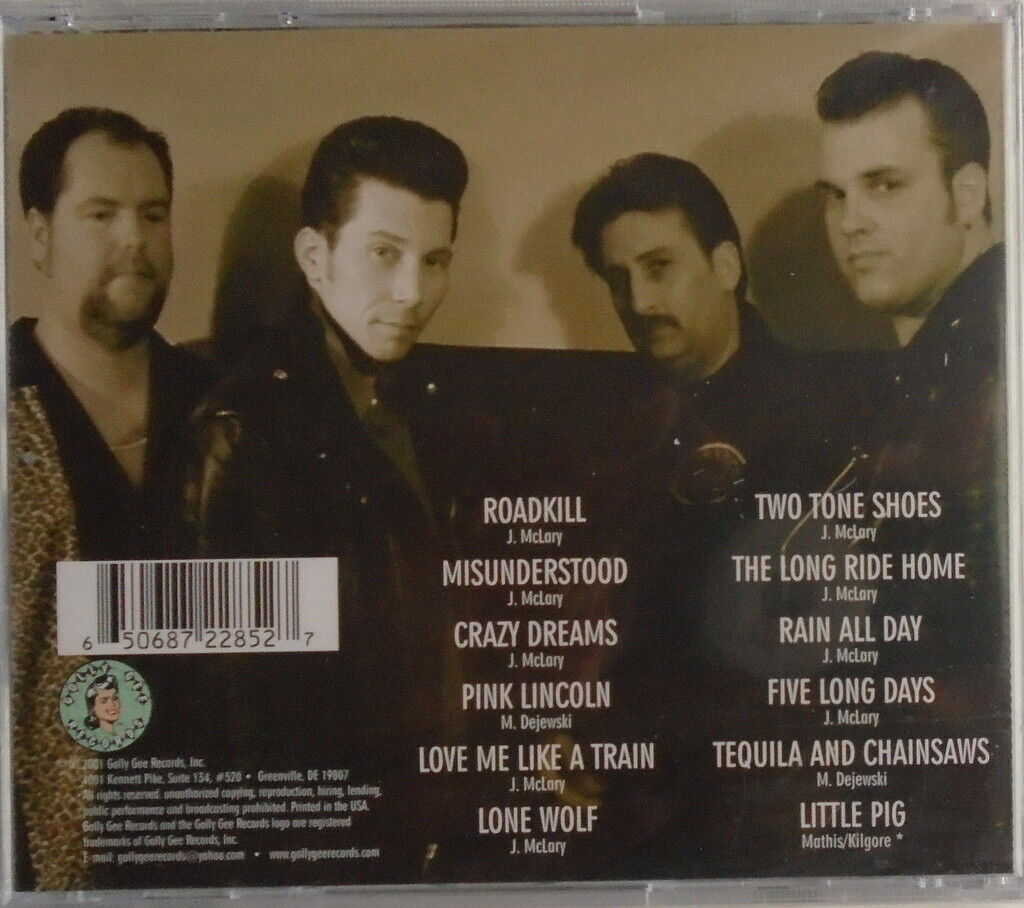 ROADKILL
J. McLary
MISUNDERSTOOD
J. McLary
CRAZY DREAMS
J. McLary
PINK LINCOLN
M. Dejewski
LOVE ME LIKE A TRAIN
J. McLary
LONE WOLF
J. McLary
TWO TONE SHOES
J. McLary
THE LONG RIDE HOME
J. McLary
RAIN ALL DAY
J. McLary
FIVE LONG DAYS
J. McLary
TEQUILA AND CHAINSAWS
M. Dejewski
LITTLE PIG
Mathis/Kilgore *
6 50687 22852 7
2001 Golly Gee Records, Inc.
4001 Kennett Pike, Suite 134, #520 • Greenville, DE 19807
All rights reserved. unauthorized copying, reproduction, hiring, lending,
public performance and broadcasting prohibited. Printed in the USA.
Golly Gee Records and the Golly Gee Records logo are registered
trademarks of Golly Gee Records, Inc.
E-mail: gollygeerecords@yahoo.com • www.gollygeerecords.com